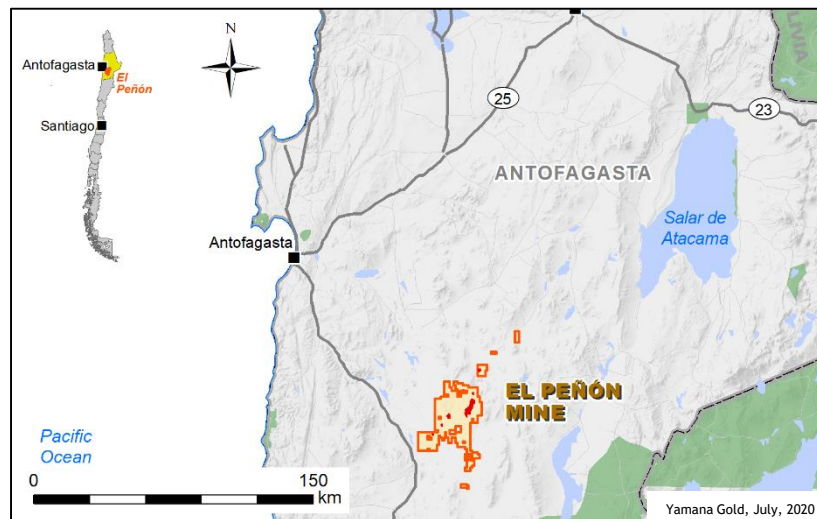 Antofagasta
El
Peñón
Santiago
N
25
23
LIVIA
ANTOFAGASTA
Salar de
Atacama
Antofagasta
EL PEÑÓN
MINE
Pacific
Ocean
0 150
km
Yamana Gold, July, 2020